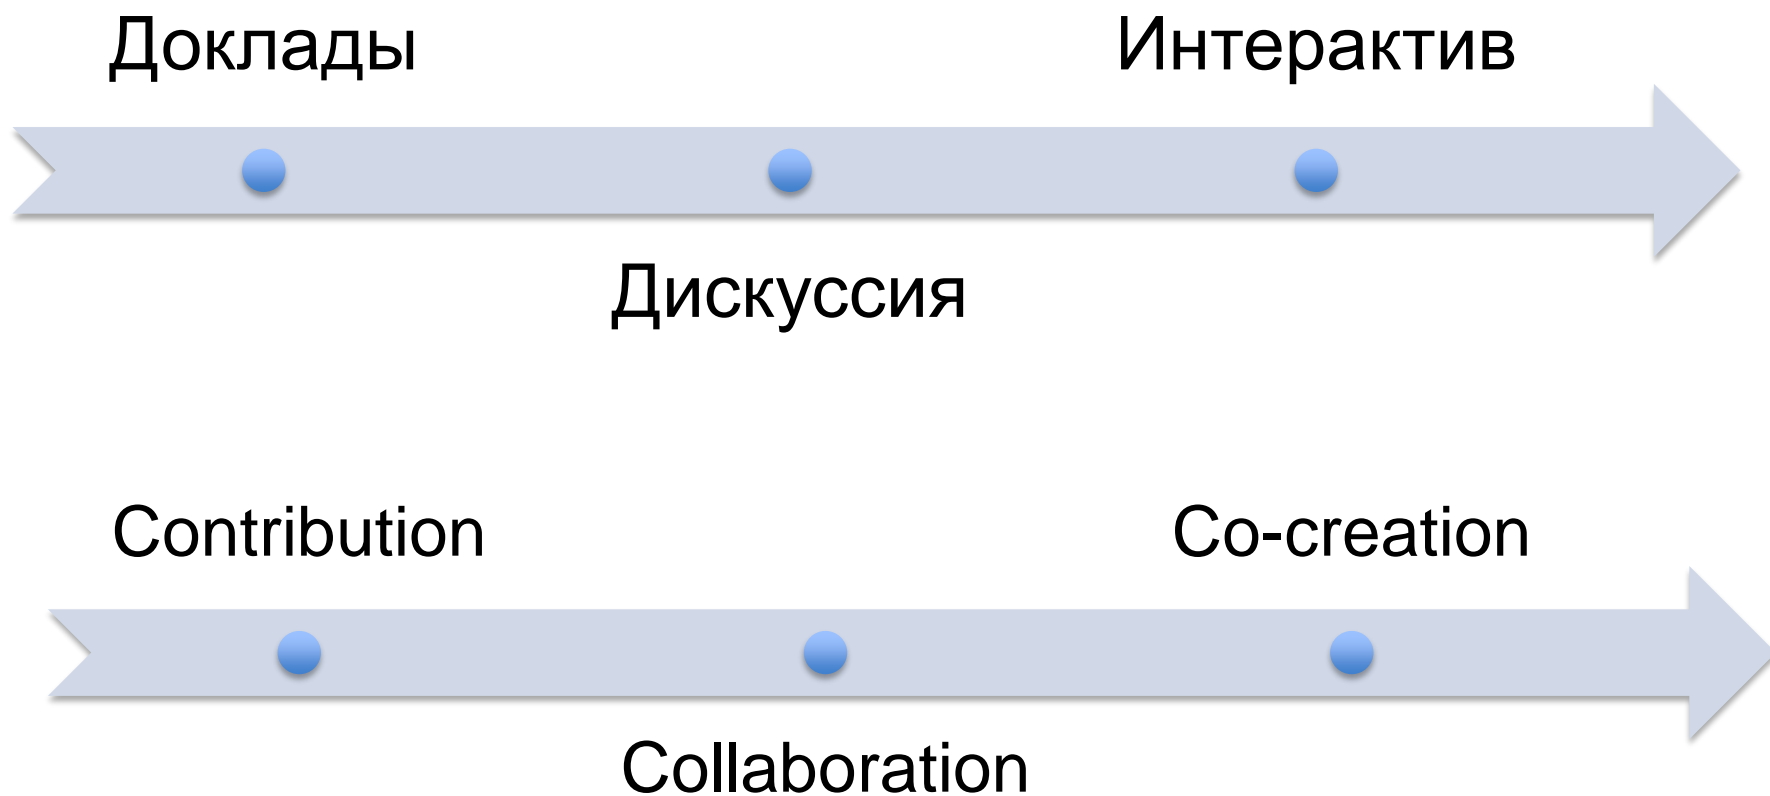 Доклады
Интерактив
Дискуссия
Contribution
Co-creation
Collaboration